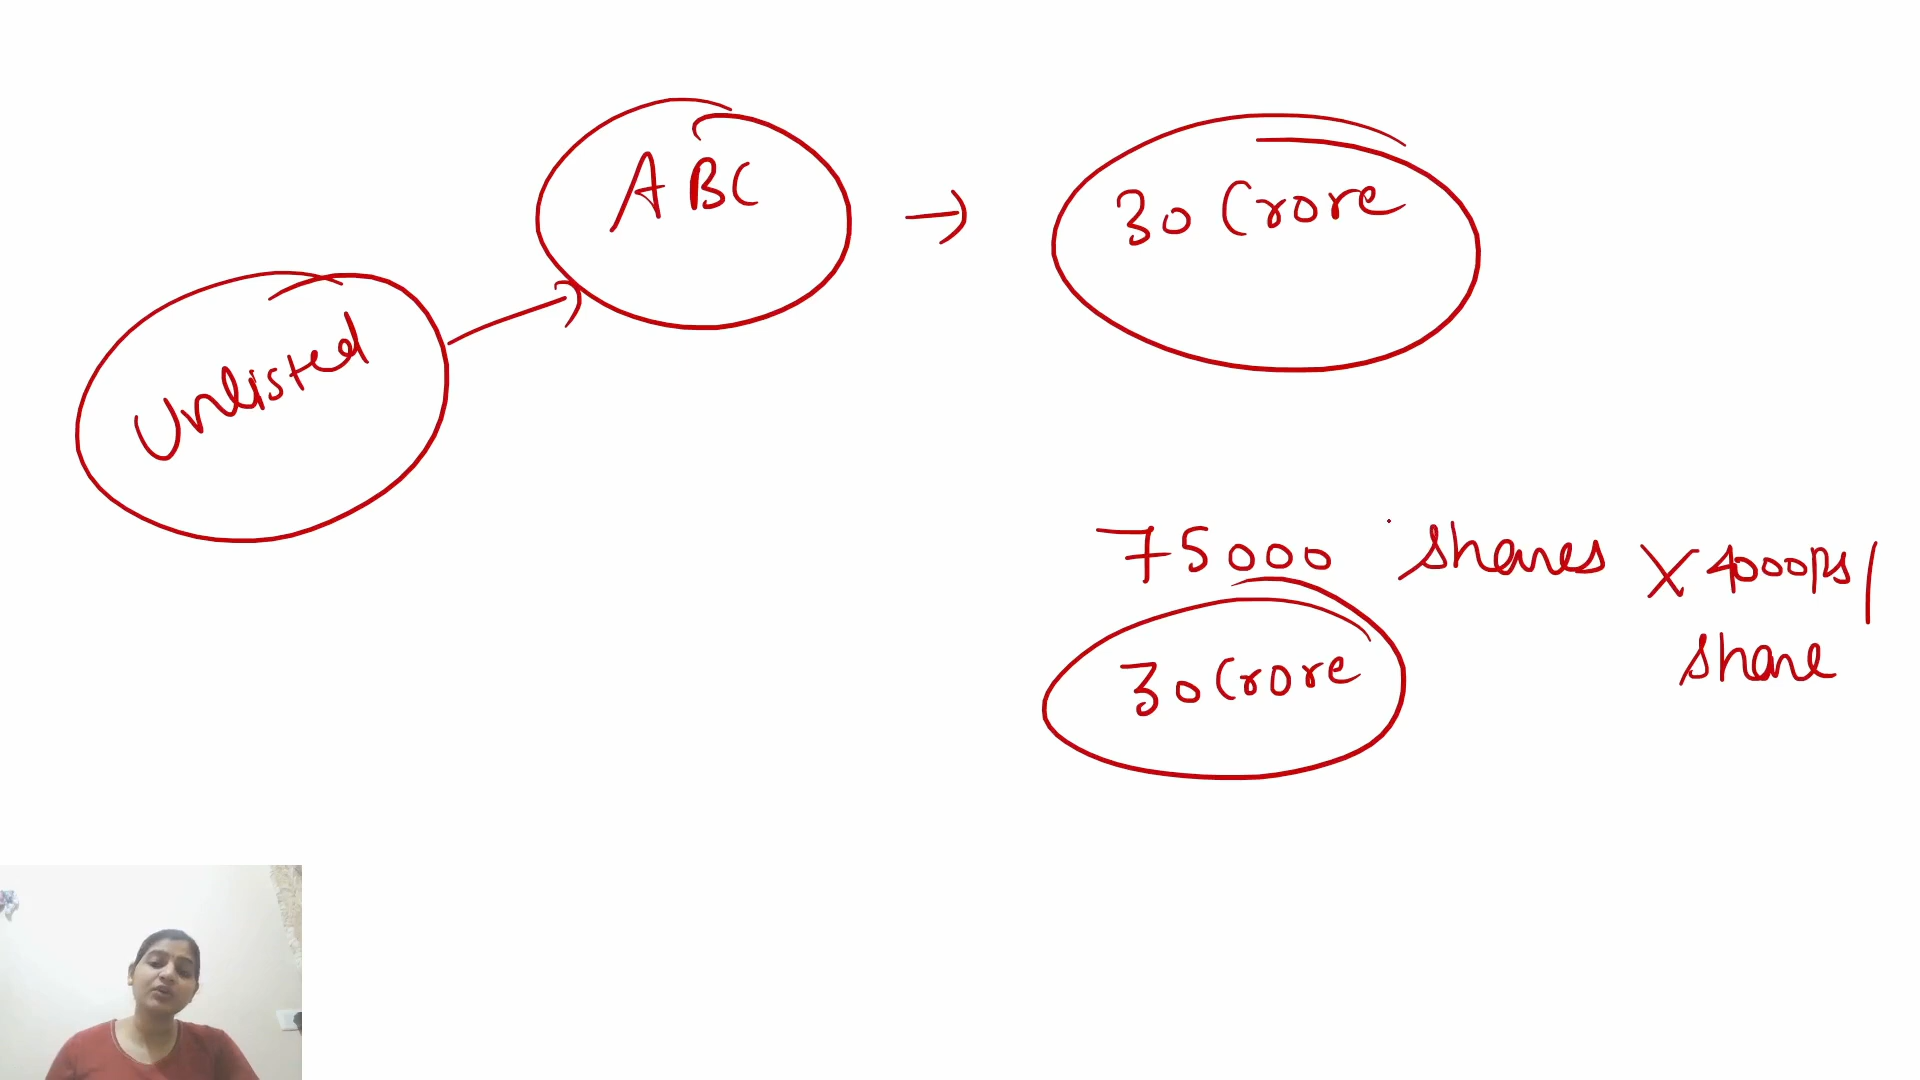 ABC → 30 Crore
Unlisted
75000 shares X 4000rs/
share
30 Crore